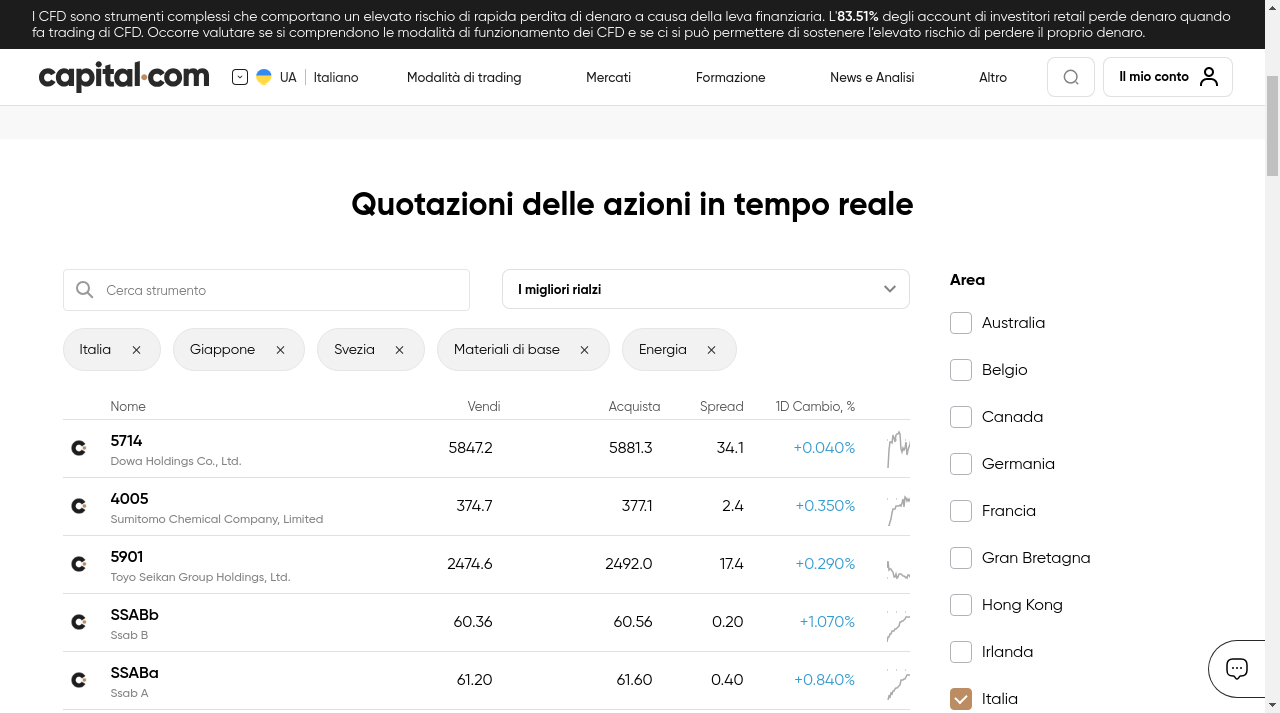 I CFD sono strumenti complessi che comportano un elevato rischio di rapida perdita di denaro a causa della leva finanziaria. L'83.51% degli account di investitori retail perde denaro quando
fa trading di CFD. Occorre valutare se si comprendono le modalità di funzionamento dei CFD e se ci si può permettere di sostenere l’elevato rischio di perdere il proprio denaro.
capital.com UA Italiano Modalità di trading Mercati Formazione News e Analisi Altro Il mio conto
Quotazioni delle azioni in tempo reale
Cerca strumento
I migliori rialzi
Italia × Giappone × Svezia × Materiali di base × Energia ×
Nome Vendi Acquista Spread 1D Cambio, %
5714 5847.2 5881.3 34.1 +0.040%
Dowa Holdings Co., Ltd.
4005 374.7 377.1 2.4 +0.350%
Sumitomo Chemical Company, Limited
5901 2474.6 2492.0 17.4 +0.290%
Toyo Seikan Group Holdings, Ltd.
SSABb 60.36 60.56 0.20 +1.070%
Ssab B
SSABa 61.20 61.60 0.40 +0.840%
Ssab A
Area
Australia
Belgio
Canada
Germania
Francia
Gran Bretagna
Hong Kong
Irlanda
Italia